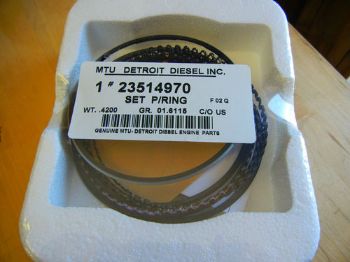 MTU DETROIT DIESEL INC.
1 # 23514970
SET P/RING F 02 Q
WT. .4200 GR. 01.6115 C/O US
GENUINE MTU-DETROIT DIESEL ENGINE PARTS